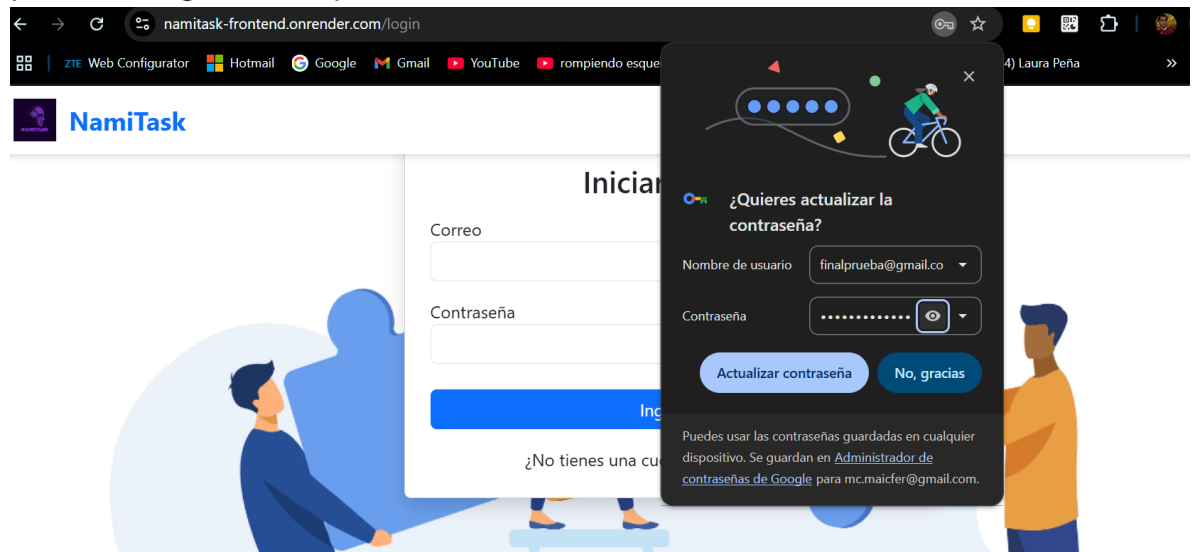 namitask-frontend.onrender.com/login
ZTE Web Configurator Hotmail Google Gmail YouTube rompiendo esque 4) Laura Peña »
NAMITASK NamiTask
Iniciar
Correo
Contraseña
Ing
¿No tienes una cu
¿Quieres actualizar la
contraseña?
Nombre de usuario finalprueba@gmail.co
Contraseña •••••••••••••
Actualizar contraseña No, gracias
Puedes usar las contraseñas guardadas en cualquier
dispositivo. Se guardan en Administrador de
contraseñas de Google para mc.maicfer@gmail.com.